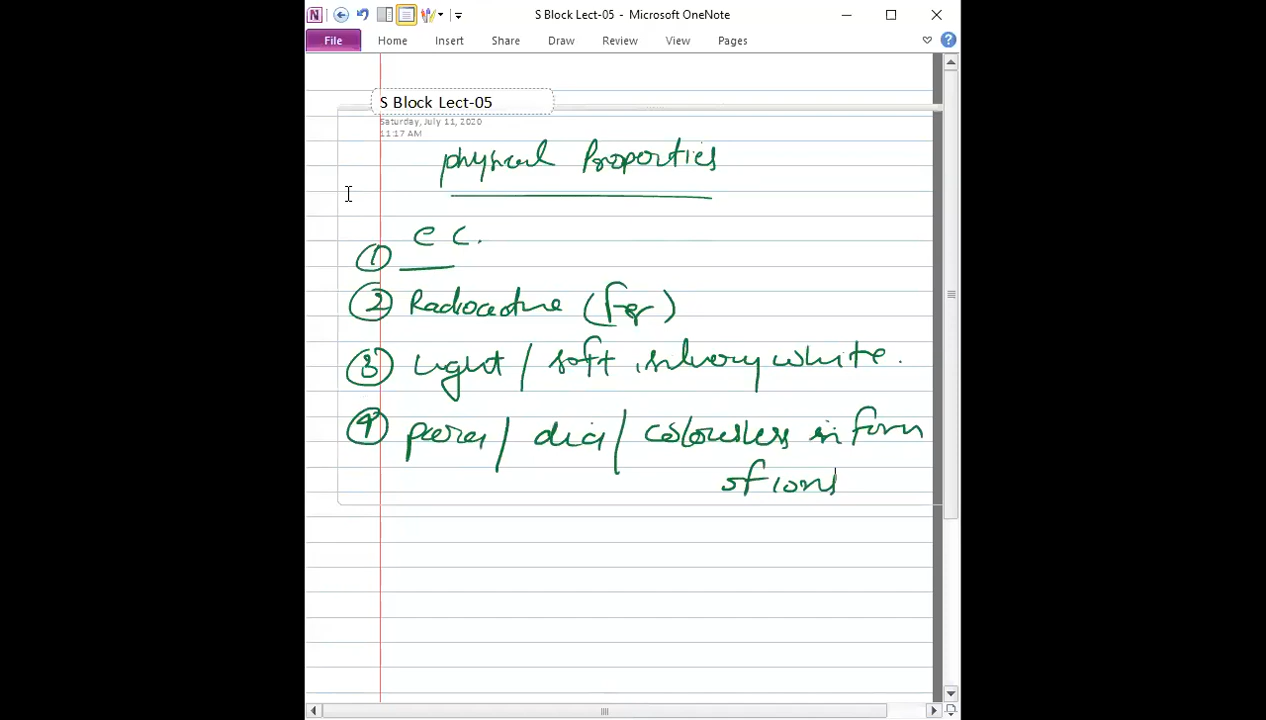 S Block Lect-05 - Microsoft OneNote
File Home Insert Share Draw Review View Pages
S Block Lect-05
Saturday, July 11, 2020
11:17 AM
physical Properties
① e c.
② Radioactive (Fr)
③ Light / soft silvery white.
④ para / dia / colourless in form
of ions